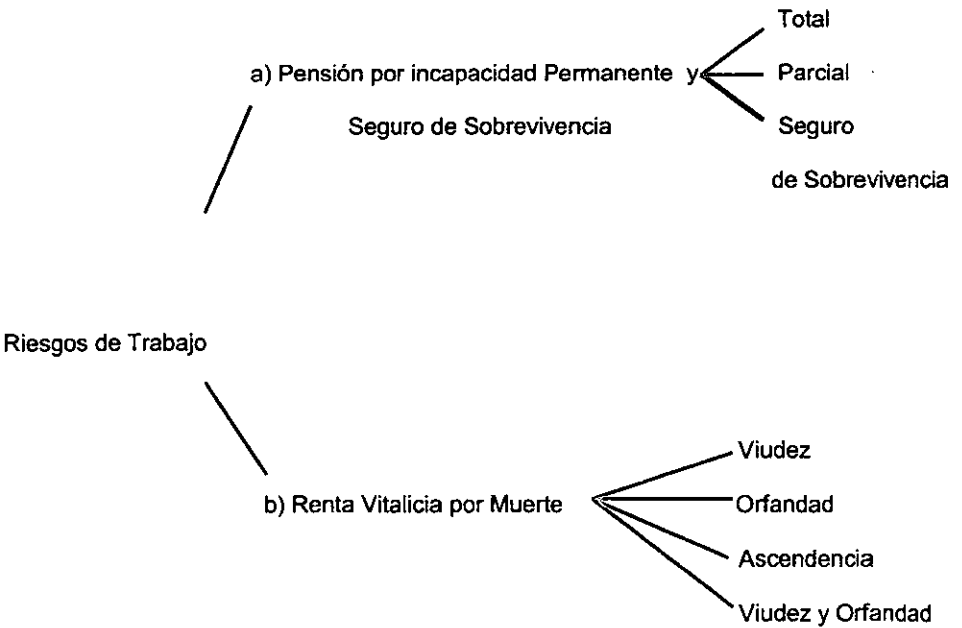 Total
a) Pensión por incapacidad Permanente y
Parcial
Seguro de Sobrevivencia
Seguro
de Sobrevivencia
Riesgos de Trabajo
Viudez
b) Renta Vitalicia por Muerte
Orfandad
Ascendencia
Viudez y Orfandad